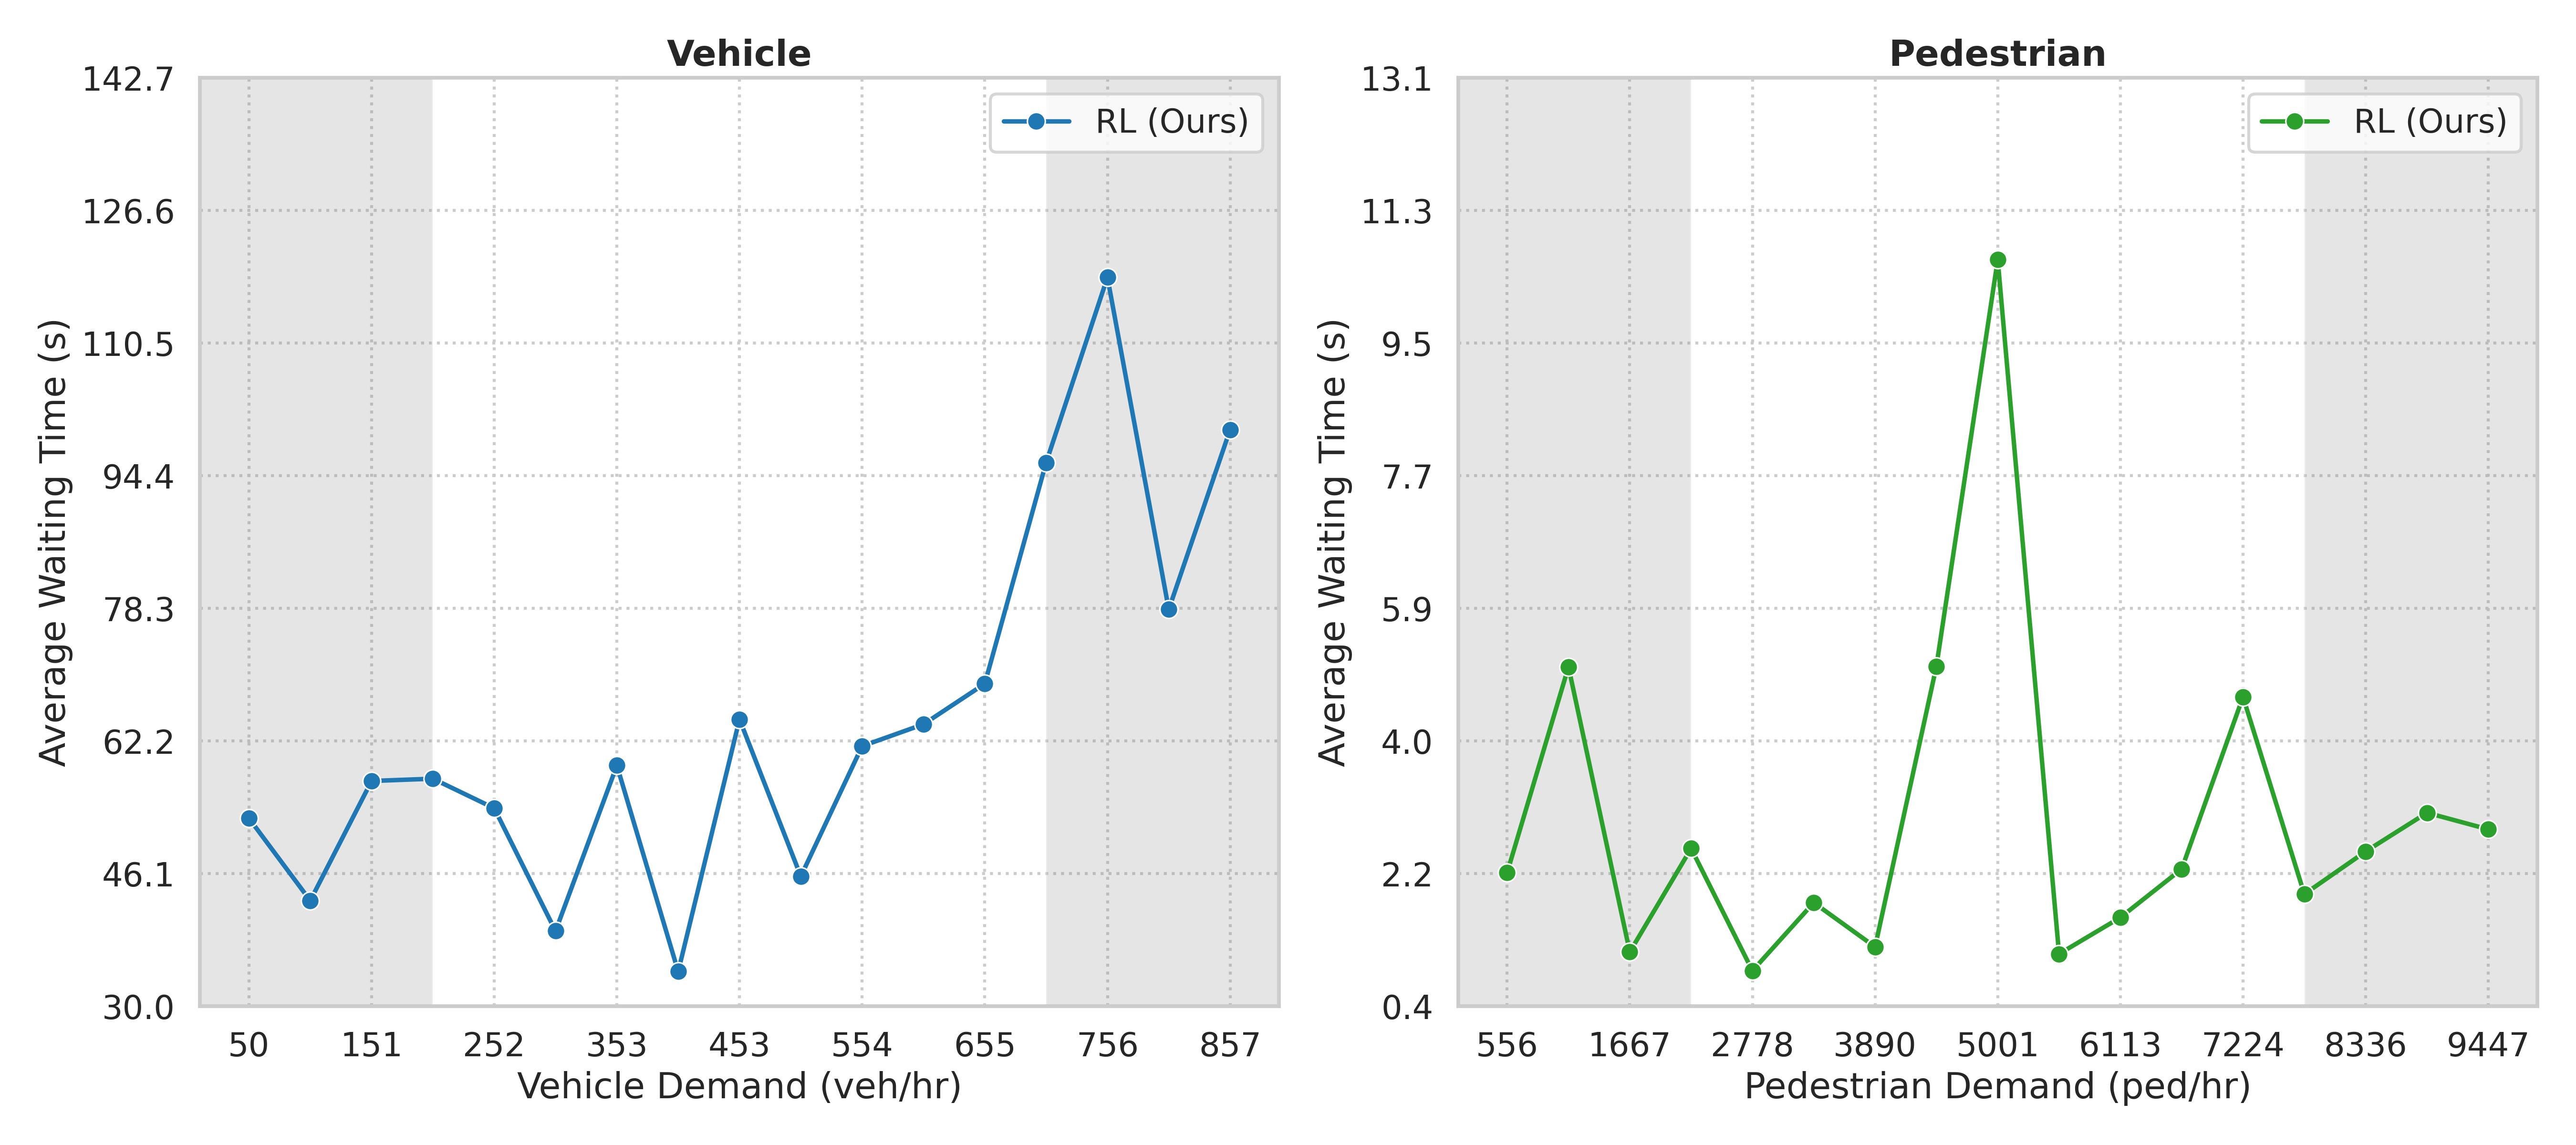 Vehicle
142.7
126.6
110.5
94.4
78.3
62.2
46.1
30.0
Average Waiting Time (s)
RL (Ours)
50 151 252 353 453 554 655 756 857
Vehicle Demand (veh/hr)
Pedestrian
13.1
11.3
9.5
7.7
5.9
4.0
2.2
0.4
Average Waiting Time (s)
RL (Ours)
556 1667 2778 3890 5001 6113 7224 8336 9447
Pedestrian Demand (ped/hr)